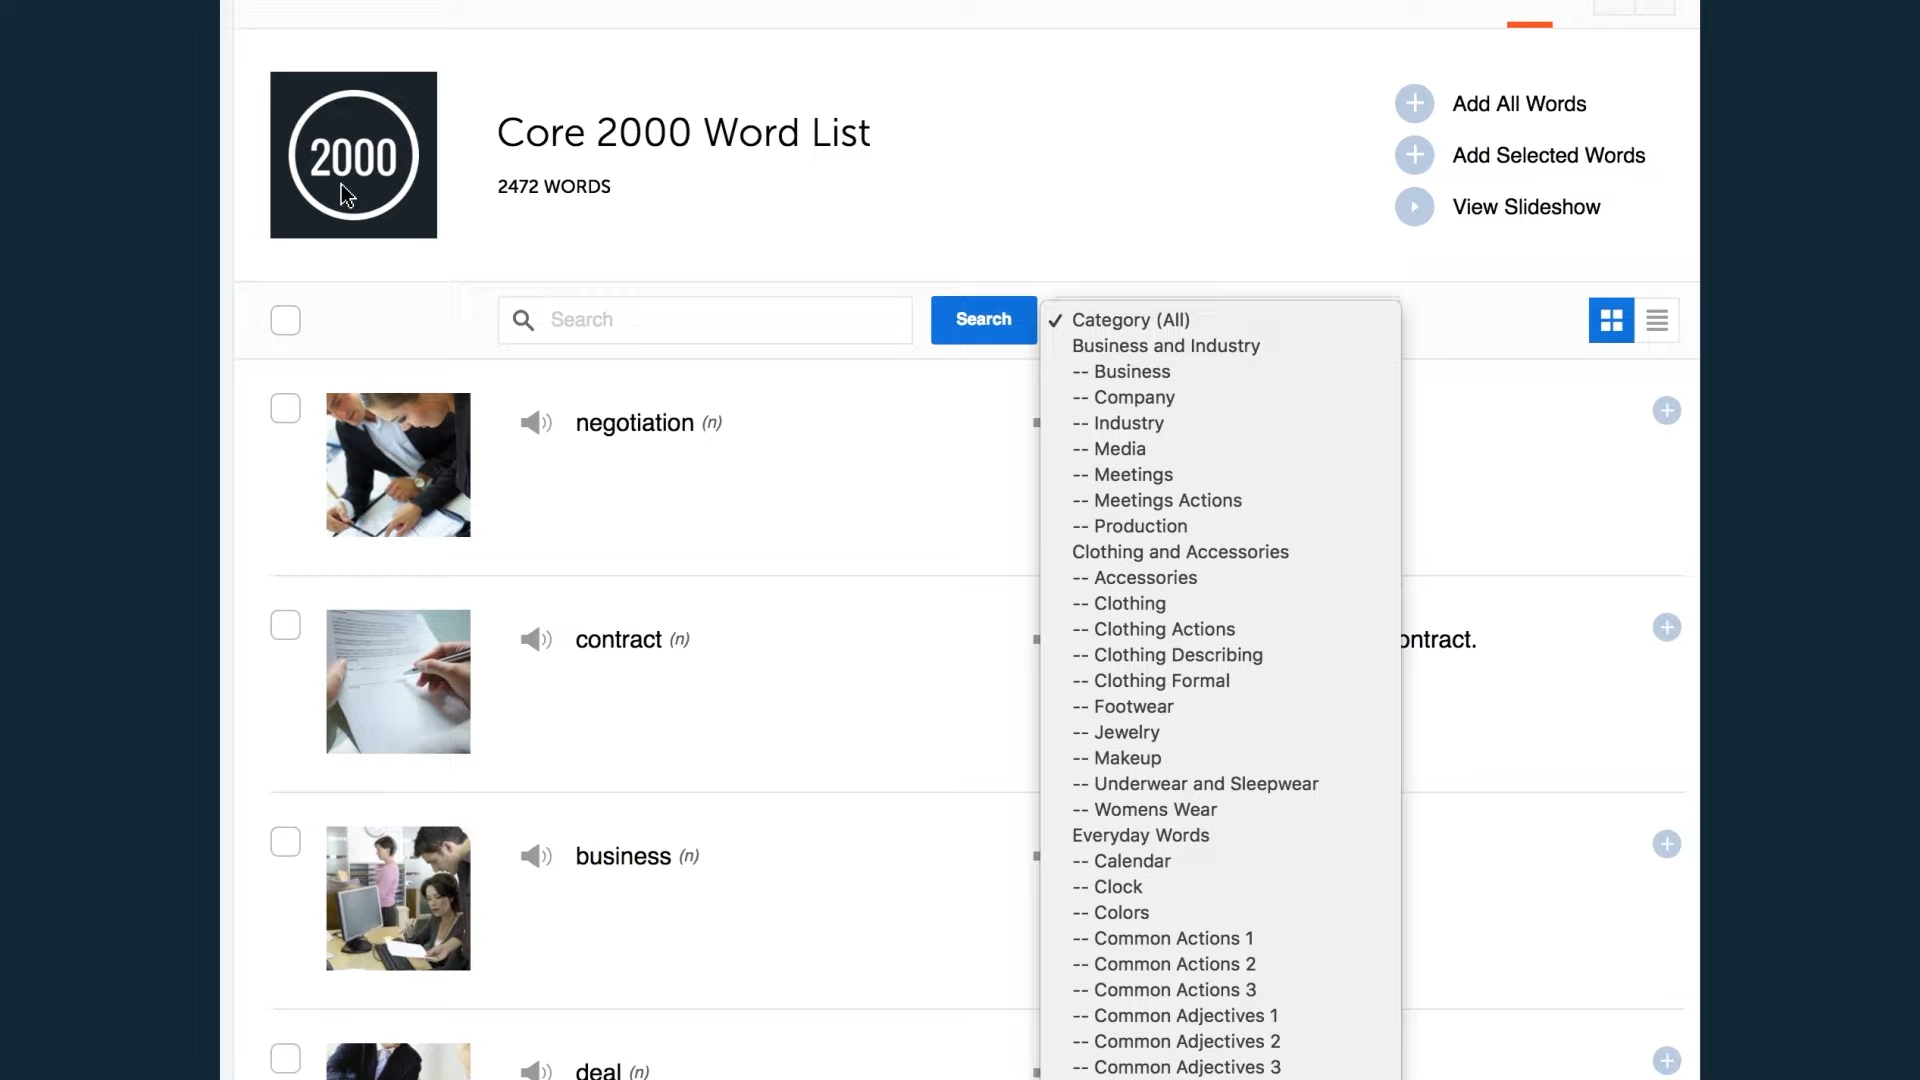 2000
Core 2000 Word List
2472 WORDS
Add All Words
Add Selected Words
View Slideshow
Search
Search
✓ Category (All)
Business and Industry
-- Business
-- Company
-- Industry
-- Media
-- Meetings
-- Meetings Actions
-- Production
Clothing and Accessories
-- Accessories
-- Clothing
-- Clothing Actions
-- Clothing Describing
-- Clothing Formal
-- Footwear
-- Jewelry
-- Makeup
-- Underwear and Sleepwear
-- Womens Wear
Everyday Words
-- Calendar
-- Clock
-- Colors
-- Common Actions 1
-- Common Actions 2
-- Common Actions 3
-- Common Adjectives 1
-- Common Adjectives 2
-- Common Adjectives 3
negotiation (n)
contract (n)
ontract.
business (n)
deal (n)